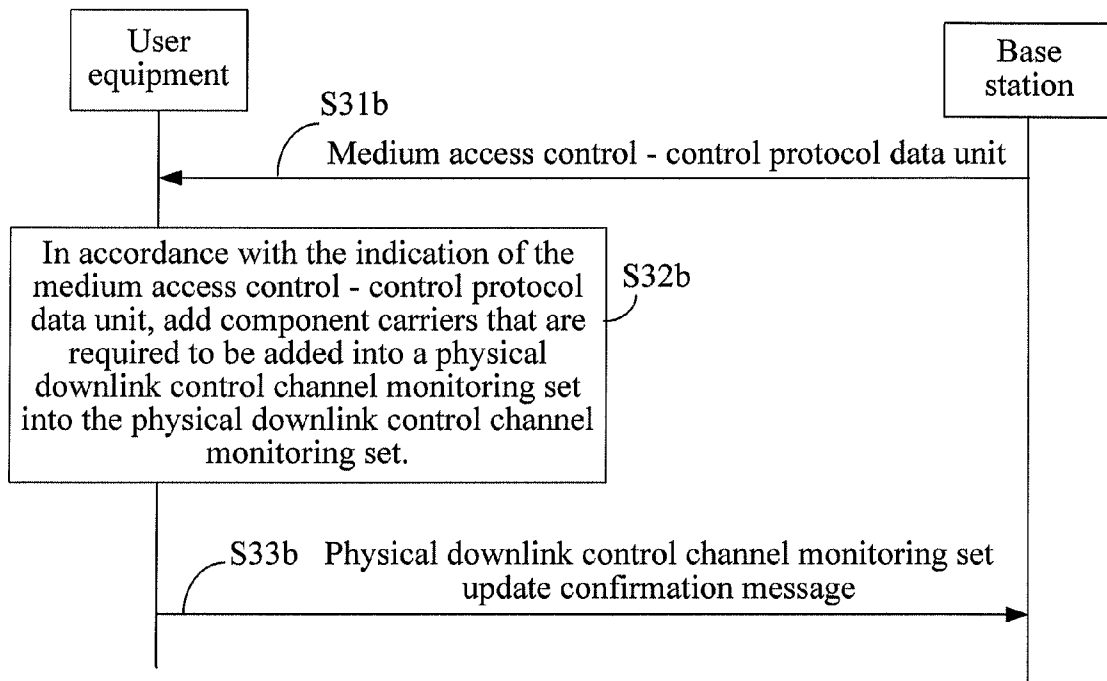 User
equipment
Base
station
S31b
Medium access control - control protocol data unit
In accordance with the indication of the
medium access control - control protocol
data unit, add component carriers that are
required to be added into a physical
downlink control channel monitoring set
into the physical downlink control channel
monitoring set.
S32b
S33b Physical downlink control channel monitoring set
update confirmation message